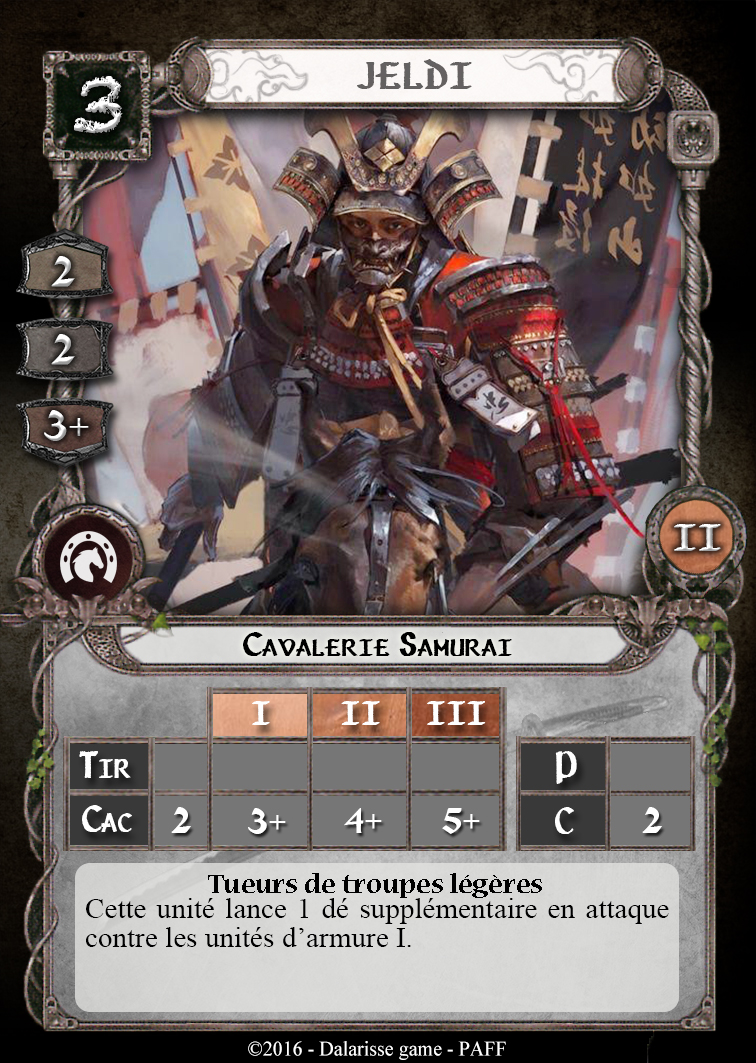 3
JELDI
2
2
3+
II
CAVALERIE SAMURAI
I II III
TIR P
CAC 2 3+ 4+ 5+ C 2
Tueurs de troupes légères
Cette unité lance 1 dé supplémentaire en attaque
contre les unités d’armure I.
©2016 - Dalarisse game - PAFF